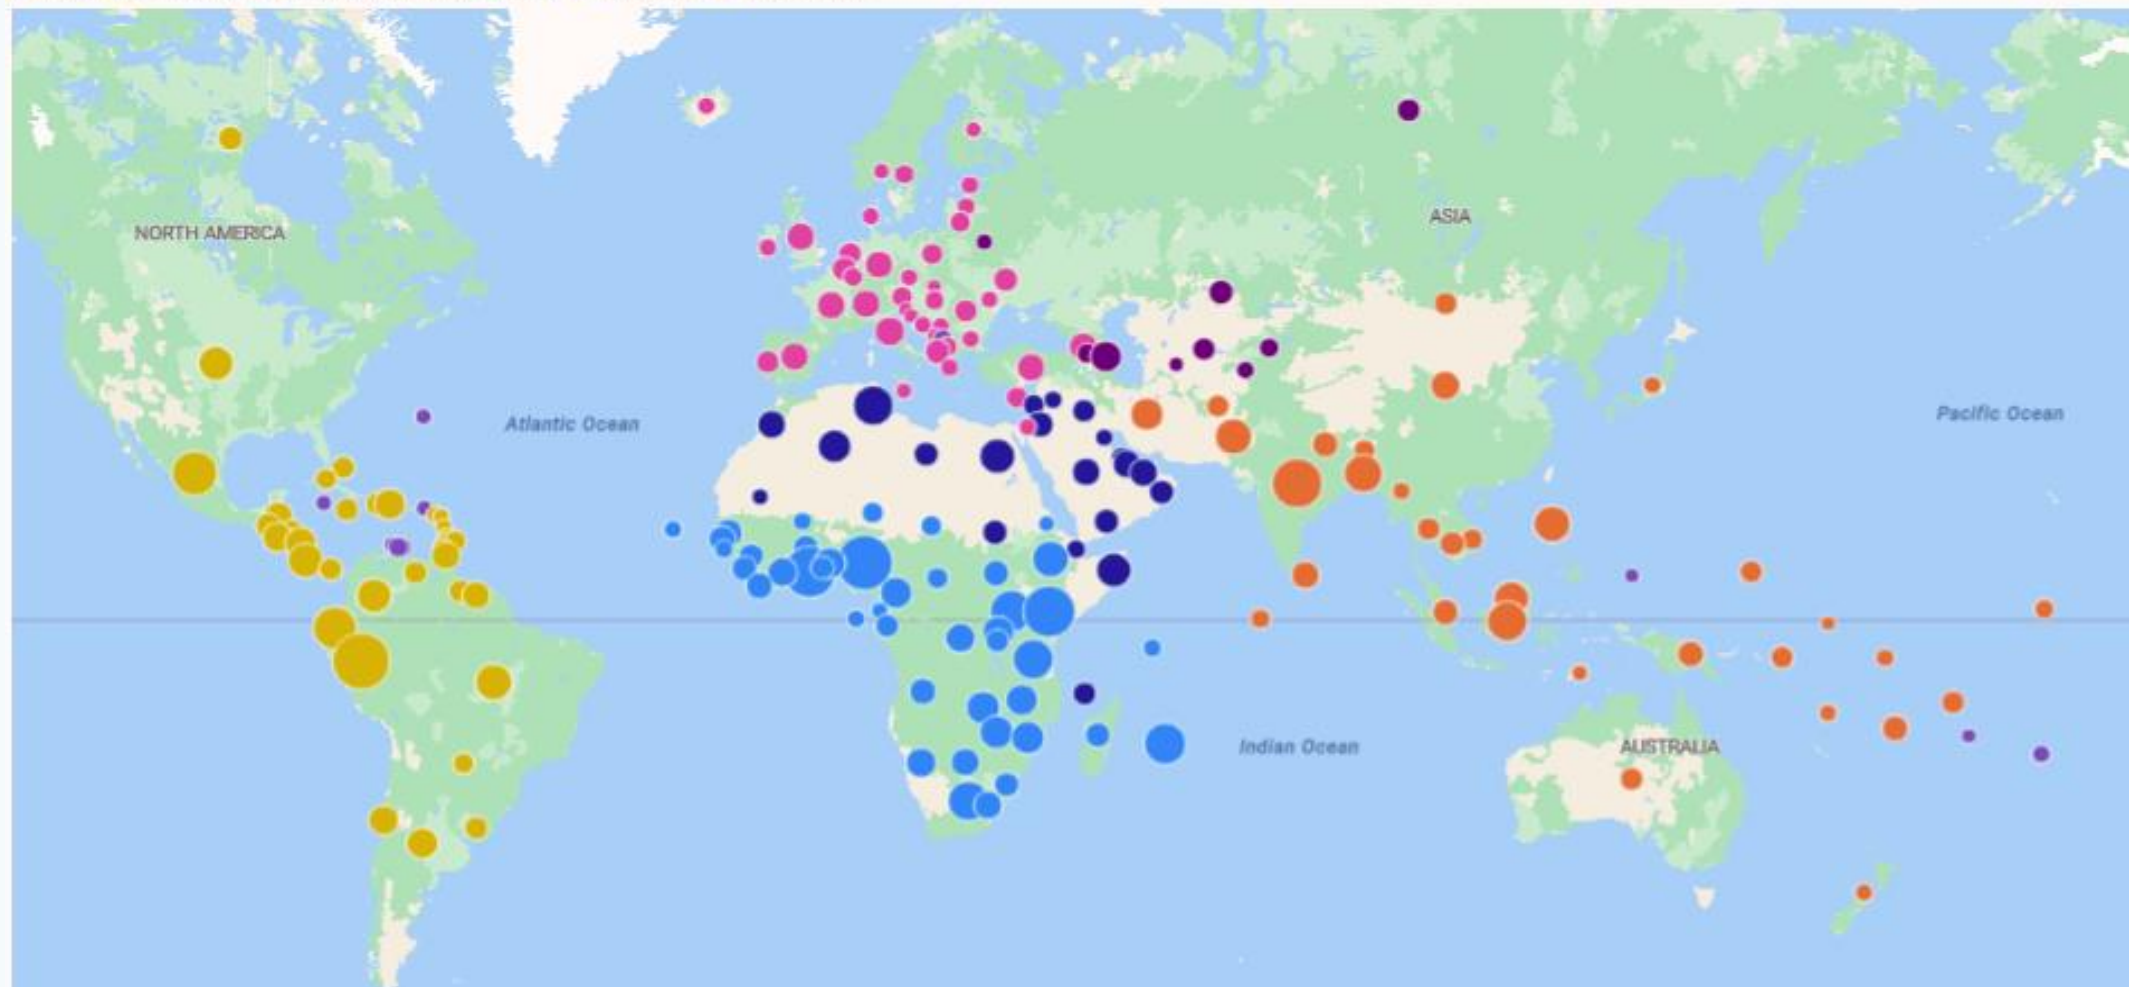 NORTH AMERICA
ASIA
Atlantic Ocean
Pacific Ocean
Indian Ocean
AUSTRALIA